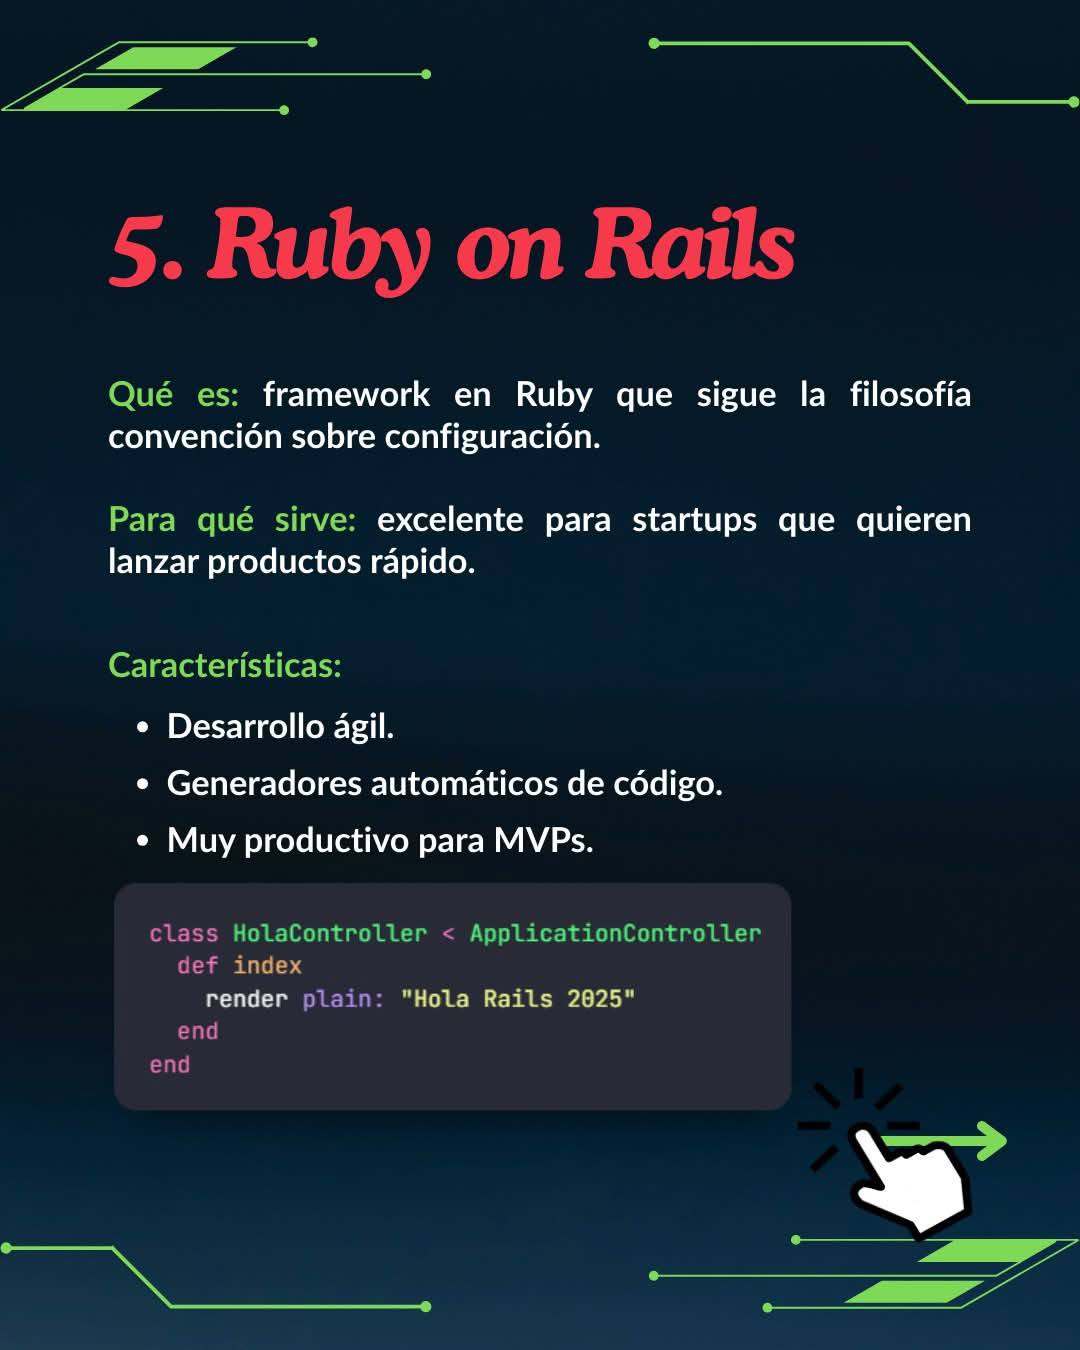 5. Ruby on Rails
Qué es: framework en Ruby que sigue la filosofía
convención sobre configuración.
Para qué sirve: excelente para startups que quieren
lanzar productos rápido.
Características:
• Desarrollo ágil.
• Generadores automáticos de código.
• Muy productivo para MVPs.
class HolaController < ApplicationController
  def index
    render plain: "Hola Rails 2025"
  end
end